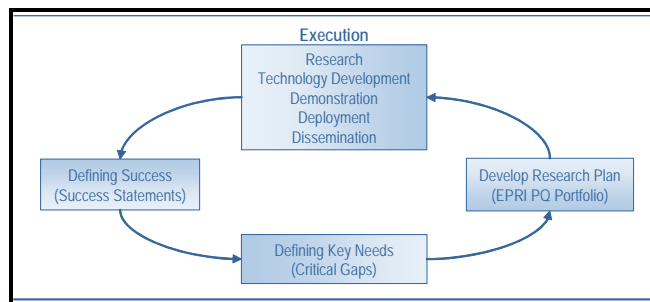 Execution
Research
Technology Development
Demonstration
Deployment
Dissemination
Defining Success
(Success Statements)
Develop Research Plan
(EPRI PQ Portfolio)
Defining Key Needs
(Critical Gaps)